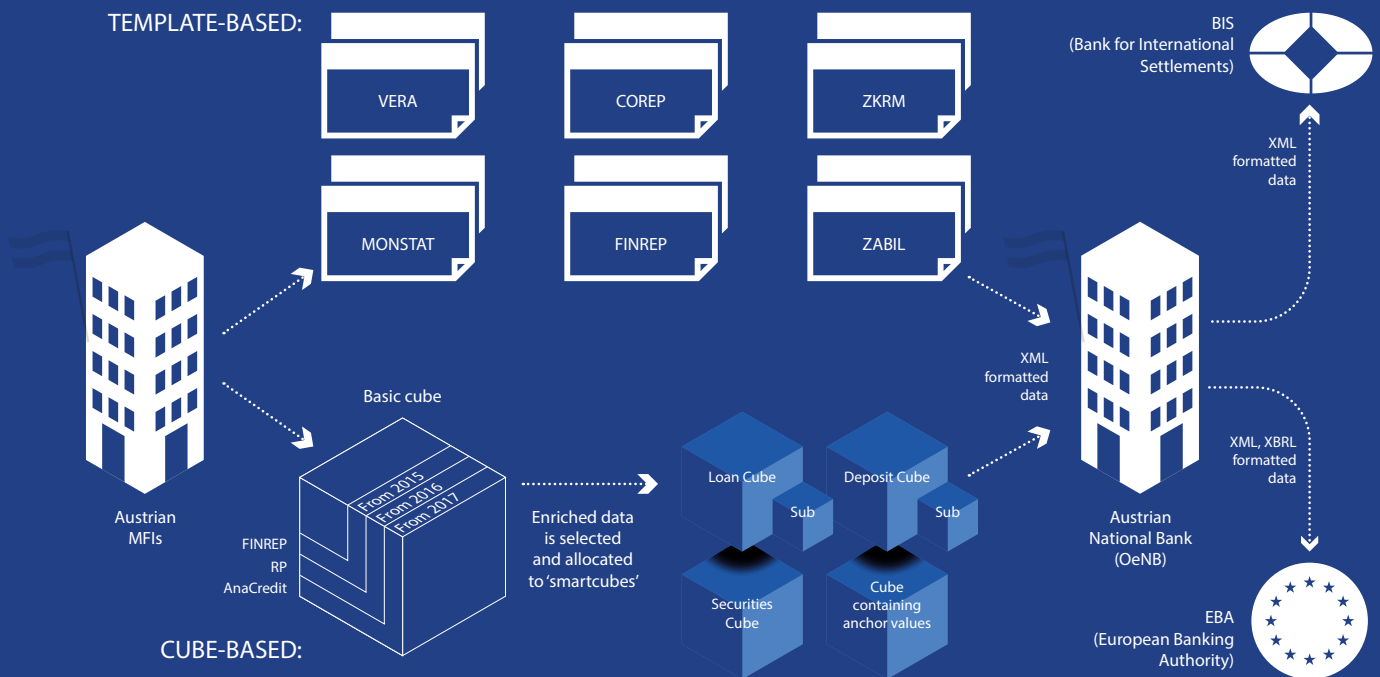 TEMPLATE-BASED:
VERA
COREP
ZKRM
MONSTAT
FINREP
ZABIL
BIS
(Bank for International
Settlements)
XML
formatted
data
Austrian
MFIs
Basic cube
From 2015
From 2016
From 2017
FINREP
RP
AnaCredit
CUBE-BASED:
Enriched data
is selected
and allocated
to ‘smartcubes’
Loan Cube
Sub
Deposit Cube
Sub
Securities
Cube
Cube
containing
anchor values
XML
formatted
data
Austrian
National Bank
(OeNB)
XML, XBRL
formatted
data
EBA
(European Banking
Authority)